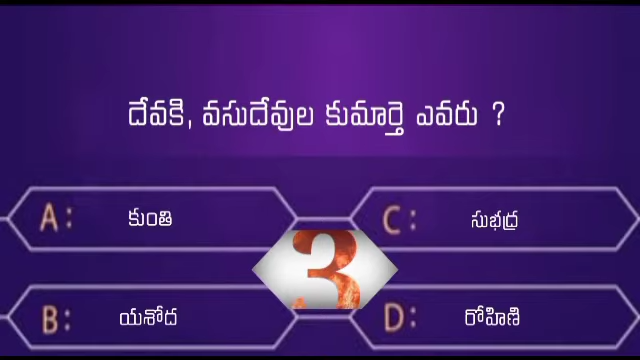 దేవకి, వసుదేవుల కుమార్తె ఎవరు ?
A: కుంతి
C: సుభద్ర
3
B: యశోద
D: రోహిణి